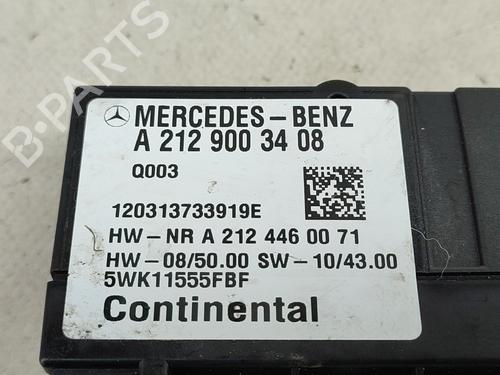 B-PARTS
MERCEDES-BENZ
A 212 900 34 08
Q003
120313733919E
HW-NR A 212 446 00 71
HW-08/50.00 SW-10/43.00
5WK11555FBF
Continental